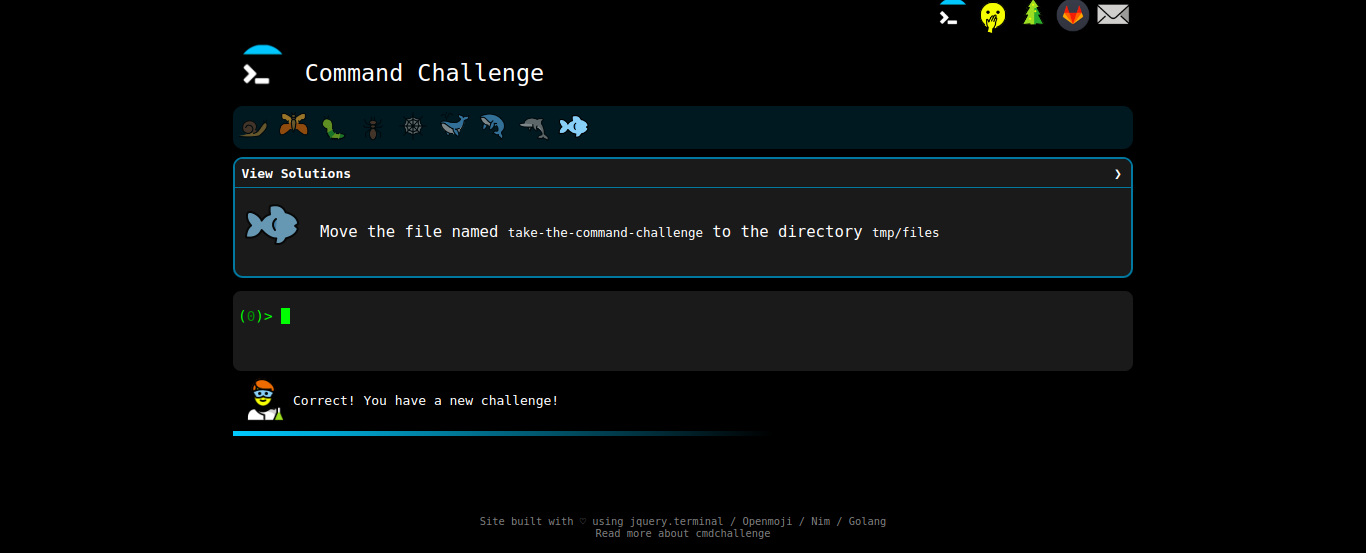 Command Challenge
View Solutions ❯
Move the file named take-the-command-challenge to the directory tmp/files
(0)>
Correct! You have a new challenge!
Site built with ♡ using jquery.terminal / Openmoji / Nim / Golang
Read more about cmdchallenge